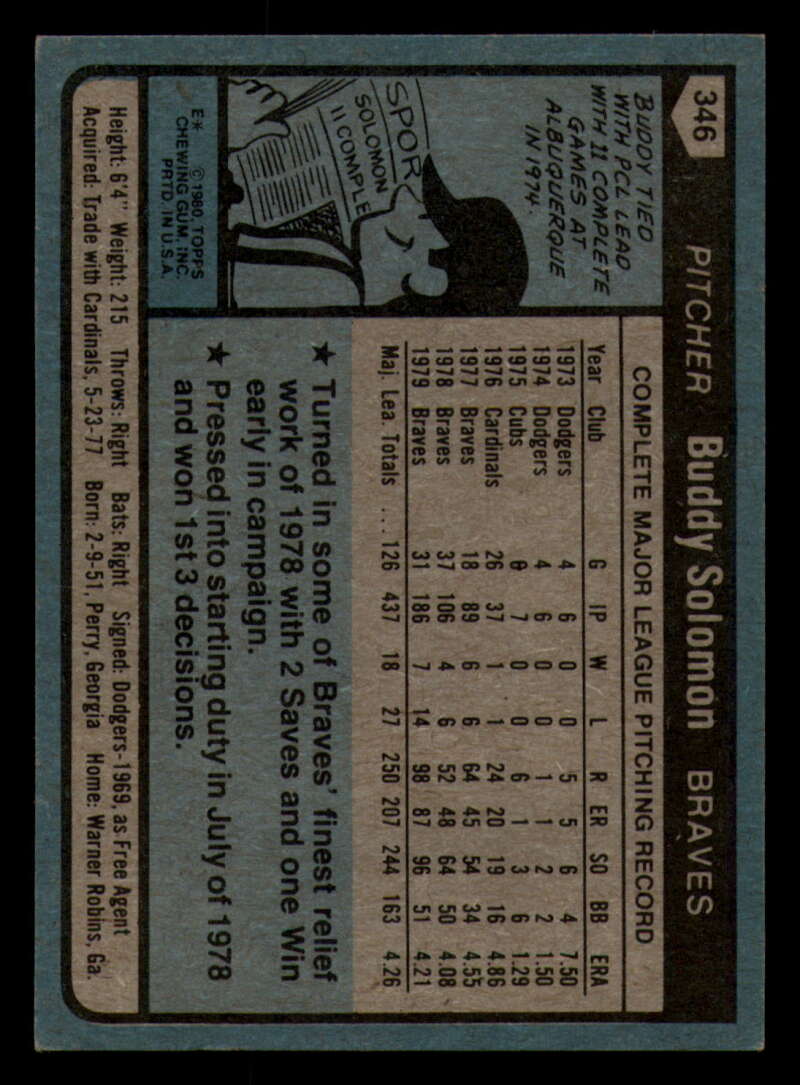 346
PITCHER Buddy Solomon BRAVES
BUDDY TIED
WITH PCL LEAD
WITH 11 COMPLETE
GAMES AT
ALBUQUERQUE
IN 1974.
SPOR
SOLOMON
11 COMPLE
E* © 1980 TOPPS
CHEWING GUM, INC.
PRTD. IN U.S.A.
COMPLETE MAJOR LEAGUE PITCHING RECORD
Year Club G IP W L R ER SO BB ERA
1973 Dodgers 4 6 0 0 5 5 6 4 7.50
1974 Dodgers 4 6 0 0 1 1 2 2 1.50
1975 Cubs 6 7 0 0 6 1 3 6 1.29
1976 Cardinals 26 37 1 1 24 20 19 16 4.86
1977 Braves 18 89 6 6 64 45 54 34 4.55
1978 Braves 37 106 4 6 52 48 64 50 4.08
1979 Braves 31 186 7 14 98 87 96 51 4.21
Maj. Lea. Totals .... 126 437 18 27 250 207 244 163 4.26
★ Turned in some of Braves' finest relief
work of 1978 with 2 Saves and one Win
early in campaign.
★ Pressed into starting duty in July of 1978
and won 1st 3 decisions.
Height: 6'4" Weight: 215 Throws: Right Bats: Right Signed: Dodgers-1969, as Free Agent
Acquired: Trade with Cardinals, 5-23-77 Born: 2-9-51, Perry, Georgia Home: Warner Robins, Ga.